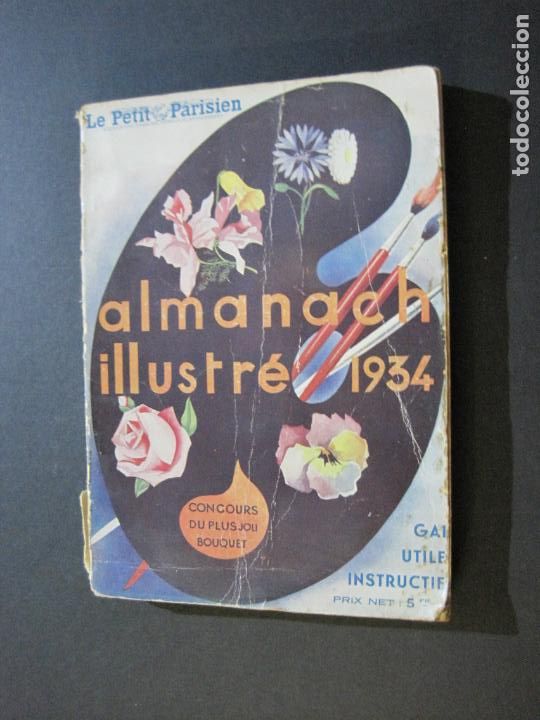 Le Petit Parisien
almanach
illustré 1934
CONCOURS
DU PLUS JOLI
BOUQUET
GAI
UTILE
INSTRUCTIF
PRIX NET : 5 FR
todocoleccion.net